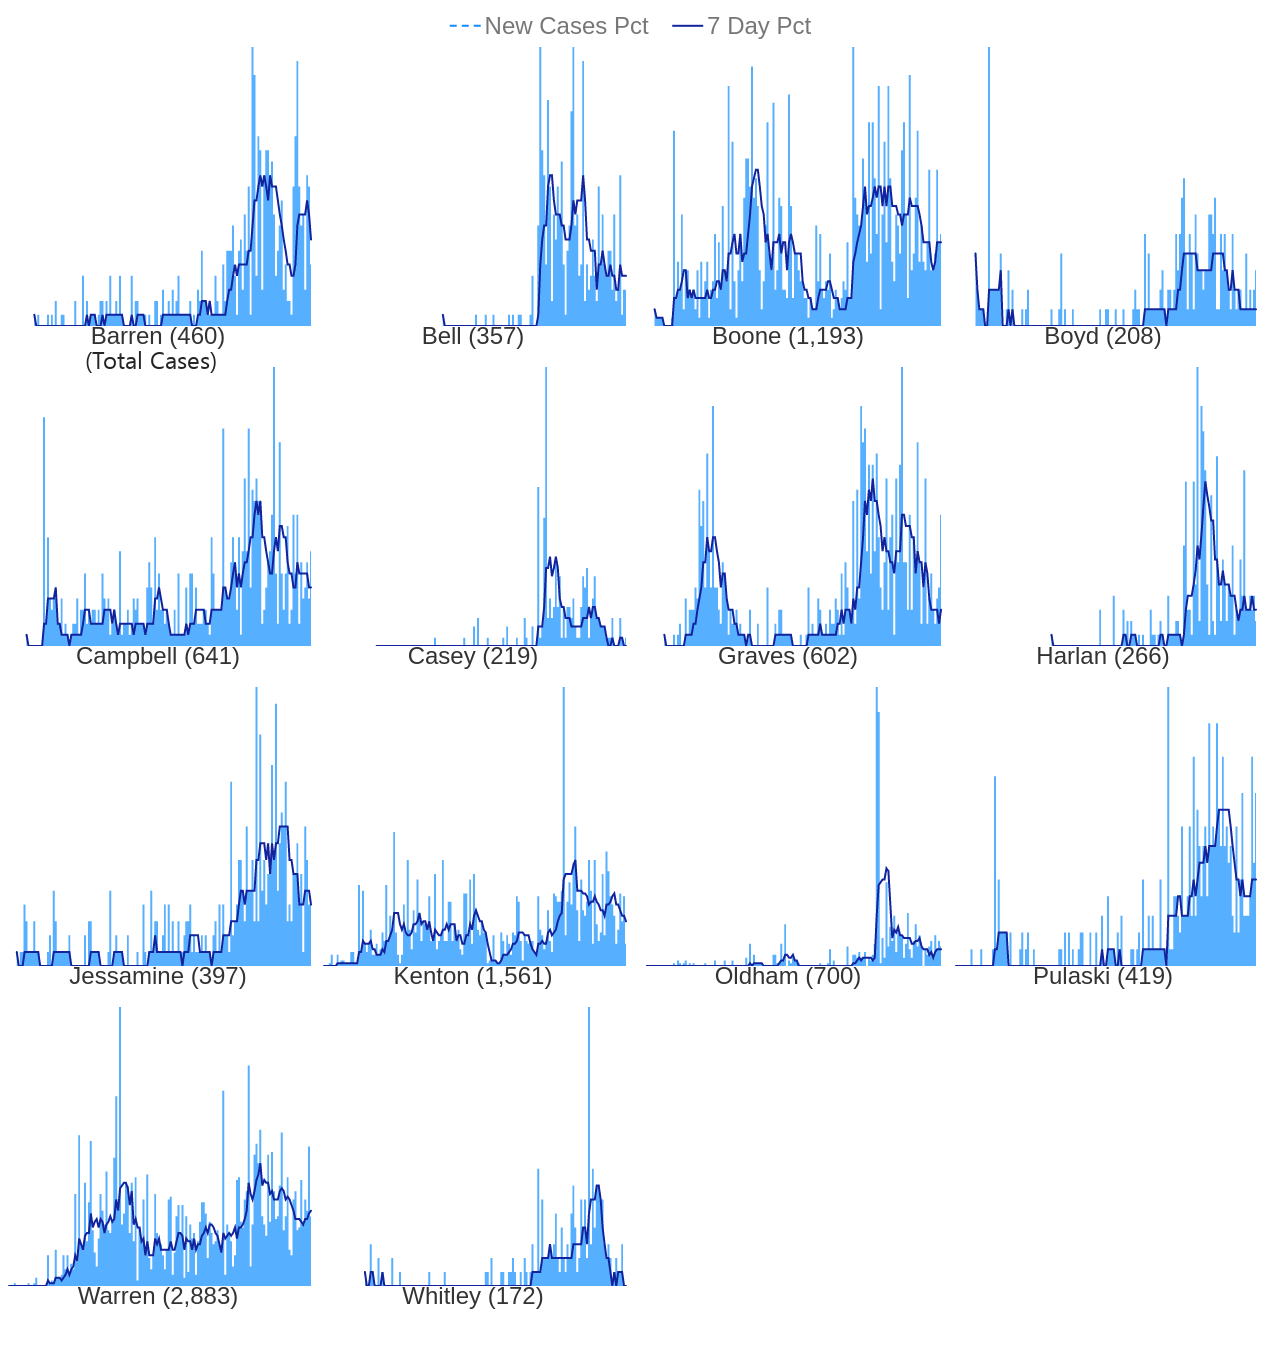 New Cases Pct 7 Day Pct
Barren (460) Bell (357) Boone (1,193) Boyd (208)
(Total Cases)
Campbell (641) Casey (219) Graves (602) Harlan (266)
Jessamine (397) Kenton (1,561) Oldham (700) Pulaski (419)
Warren (2,883) Whitley (172)